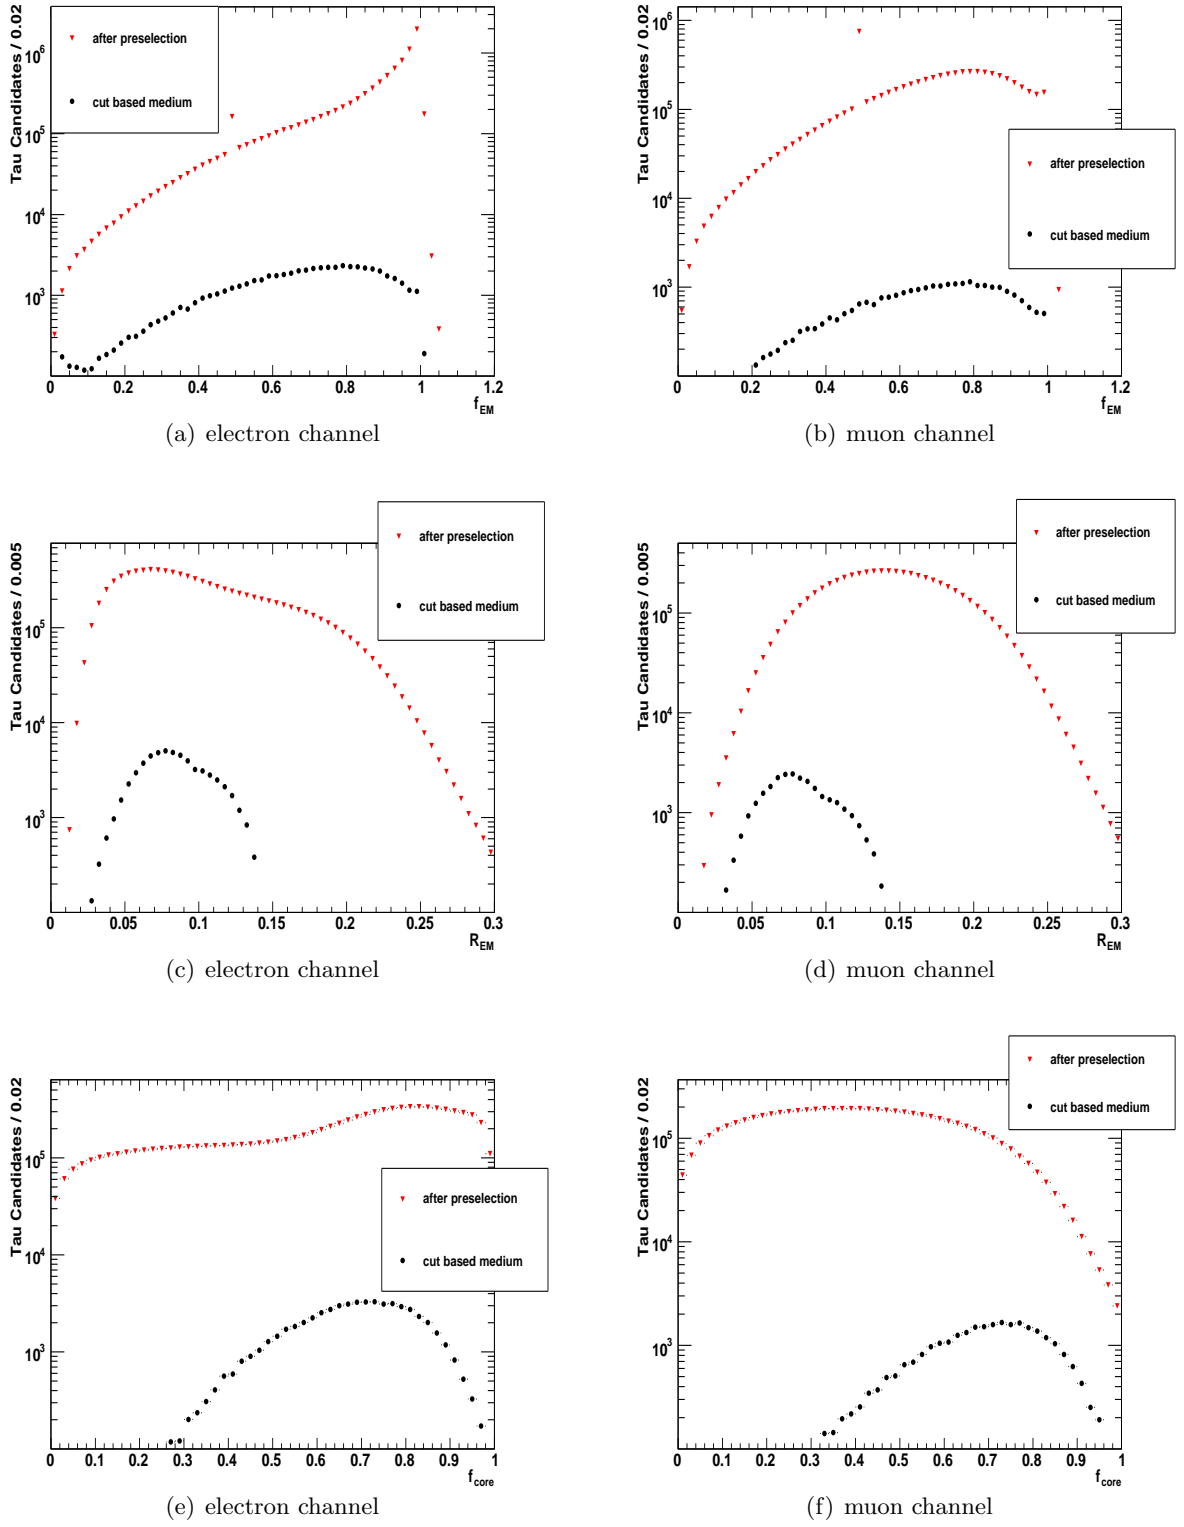 Tau Candidates / 0.02
10^6
10^5
10^4
10^3
after preselection
cut based medium
0 0.2 0.4 0.6 0.8 1 1.2
f_EM
(a) electron channel
Tau Candidates / 0.02
10^6
10^5
10^4
10^3
after preselection
cut based medium
0 0.2 0.4 0.6 0.8 1 1.2
f_EM
(b) muon channel
Tau Candidates / 0.005
10^5
10^4
10^3
after preselection
cut based medium
0 0.05 0.1 0.15 0.2 0.25 0.3
R_EM
(c) electron channel
Tau Candidates / 0.005
10^5
10^4
10^3
after preselection
cut based medium
0 0.05 0.1 0.15 0.2 0.25 0.3
R_EM
(d) muon channel
Tau Candidates / 0.02
10^5
10^4
10^3
after preselection
cut based medium
0 0.1 0.2 0.3 0.4 0.5 0.6 0.7 0.8 0.9 1
f_core
(e) electron channel
Tau Candidates / 0.02
10^5
10^4
10^3
after preselection
cut based medium
0 0.1 0.2 0.3 0.4 0.5 0.6 0.7 0.8 0.9 1
f_core
(f) muon channel